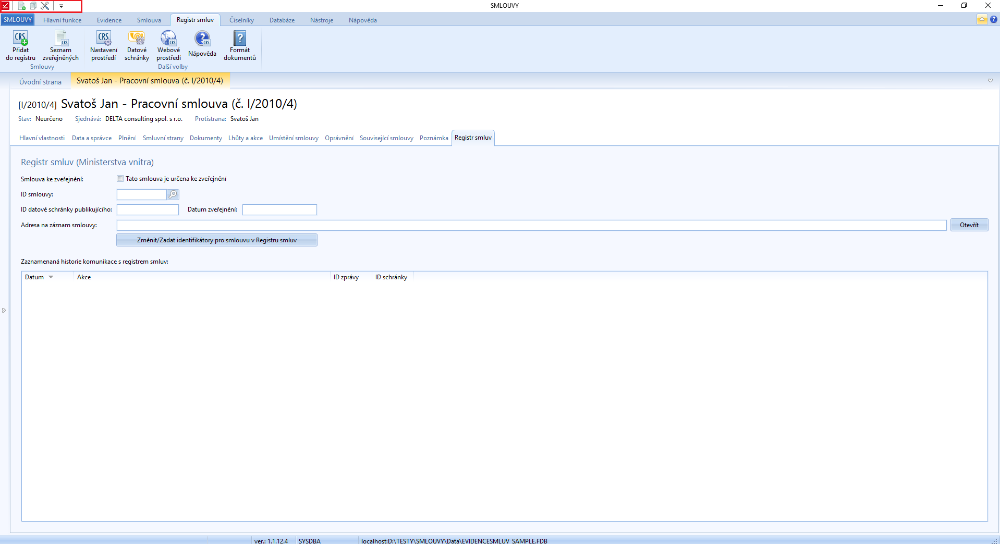 SMLOUVY
SMLOUVY Hlavní funkce Evidence Smlouva Registr smluv Číselníky Databáze Nástroje Nápověda
CRS CRS CRS CRS CRS CRS
Přidat do registru
Seznam zveřejněných
Nastavení prostředí
Datové schránky
Webové prostředí
Nápověda
Formát dokumentů
Smlouvy Další volby
Úvodní strana Svatoš Jan - Pracovní smlouva (č. I/2010/4)
[I/2010/4] Svatoš Jan - Pracovní smlouva (č. I/2010/4)
Stav: Neurčeno Sjednává: DELTA consulting spol. s r.o. Protistrana: Svatoš Jan
Hlavní vlastnosti Data a správce Plnění Smluvní strany Dokumenty Lhůty a akce Umístění smlouvy Oprávnění Související smlouvy Poznámka Registr smluv
Registr smluv (Ministerstva vnitra)
Smlouva ke zveřejnění: Tato smlouva je určena ke zveřejnění
ID smlouvy:
ID datové schránky publikujícího: Datum zveřejnění:
Adresa na záznam smlouvy: Otevřít
Změnit/Zadat identifikátory pro smlouvu v Registru smluv
Zaznamenaná historie komunikace s registrem smluv:
Datum Akce ID zprávy ID schránky
ver.: 1.1.12.4 SYSDBA localhost:D:\TESTY\SMLOUVY\Data\EVIDENCESMLUV_SAMPLE.FDB